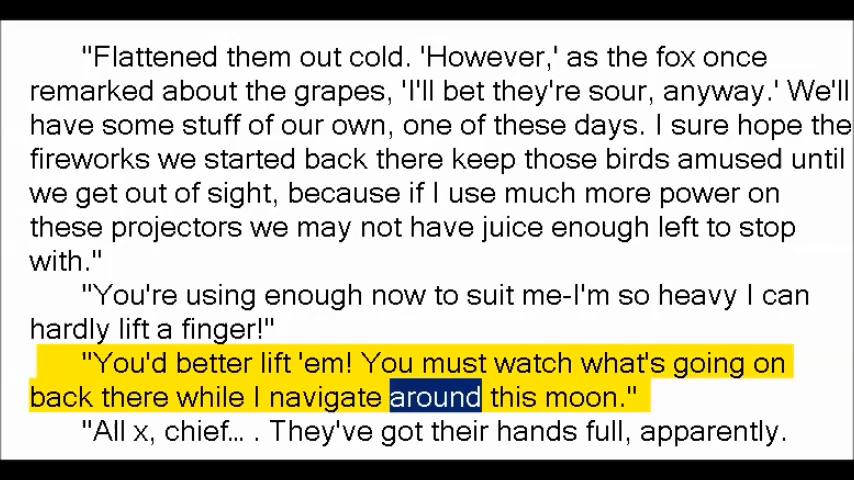 "Flattened them out cold. 'However,' as the fox once
remarked about the grapes, 'I'll bet they're sour, anyway.' We'll
have some stuff of our own, one of these days. I sure hope the
fireworks we started back there keep those birds amused until
we get out of sight, because if I use much more power on
these projectors we may not have juice enough left to stop
with."
"You're using enough now to suit me-I'm so heavy I can
hardly lift a finger!"
"You'd better lift 'em! You must watch what's going on
back there while I navigate around this moon."
"All x, chief... . They've got their hands full, apparently.